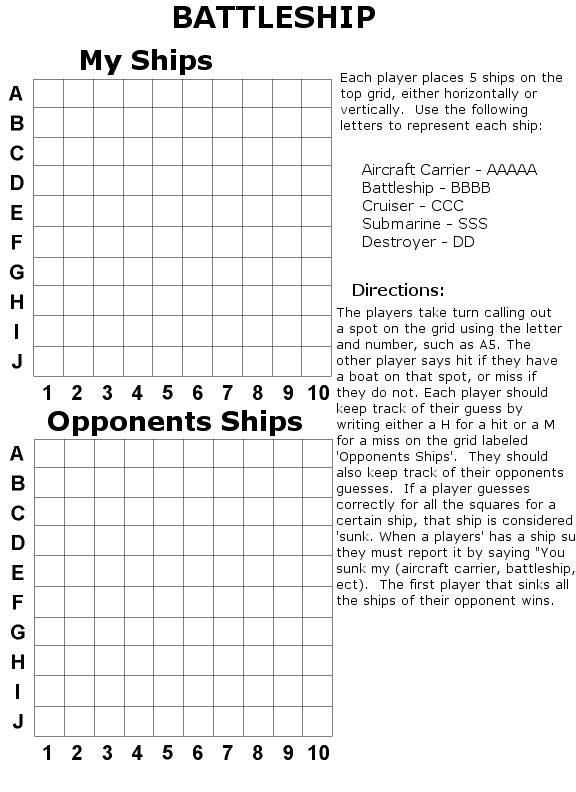 BATTLESHIP
My Ships
A
B
C
D
E
F
G
H
I
J
1 2 3 4 5 6 7 8 9 10
Each player places 5 ships on the
top grid, either horizontally or
vertically. Use the following
letters to represent each ship:
Aircraft Carrier - AAAAA
Battleship - BBBB
Cruiser - CCC
Submarine - SSS
Destroyer - DD
Directions:
The players take turn calling out
a spot on the grid using the letter
and number, such as A5. The
other player says hit if they have
a boat on that spot, or miss if
they do not. Each player should
keep track of their guess by
writing either a H for a hit or a M
for a miss on the grid labeled
'Opponents Ships'. They should
also keep track of their opponents
guesses. If a player guesses
correctly for all the squares for a
certain ship, that ship is considered
'sunk. When a players' has a ship su
they must report it by saying "You
sunk my (aircraft carrier, battleship,
ect). The first player that sinks all
the ships of their opponent wins.
Opponents Ships
A
B
C
D
E
F
G
H
I
J
1 2 3 4 5 6 7 8 9 10